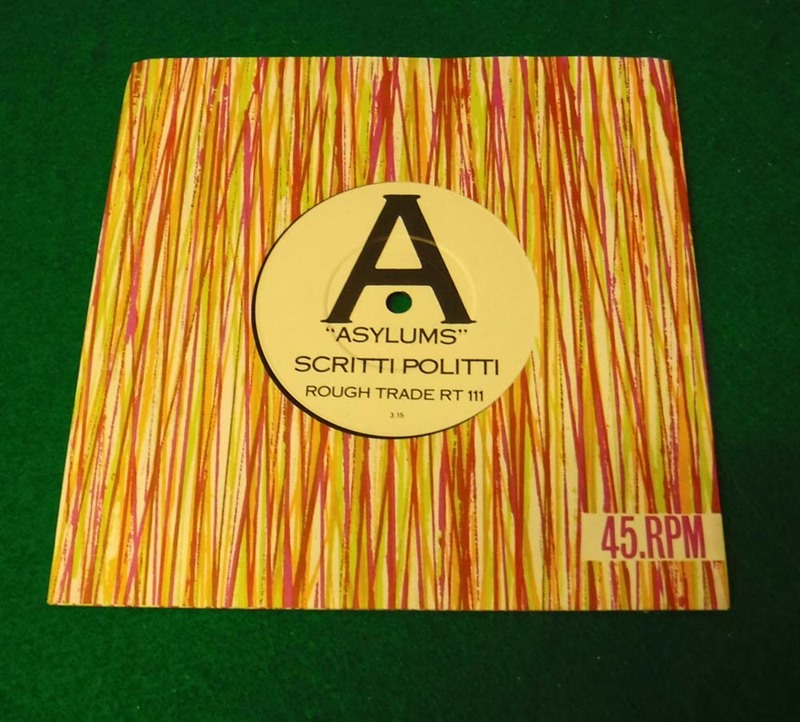 A
"ASYLUMS"
SCRITTI POLITTI
ROUGH TRADE RT 111
3.15
45.RPM